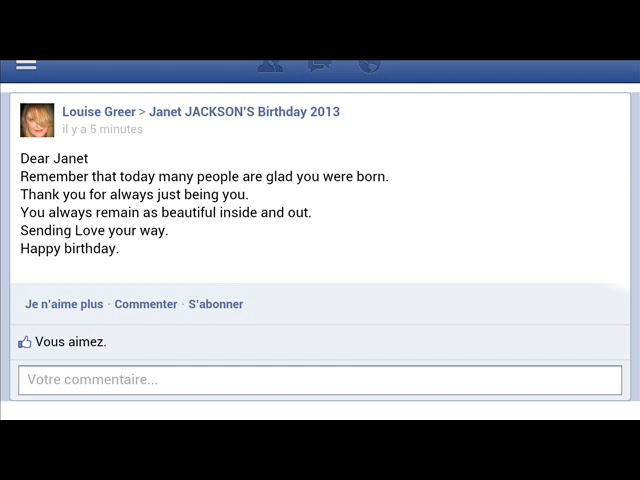 Louise Greer > Janet JACKSON'S Birthday 2013
il y a 5 minutes
Dear Janet
Remember that today many people are glad you were born.
Thank you for always just being you.
You always remain as beautiful inside and out.
Sending Love your way.
Happy birthday.
Je n'aime plus · Commenter · S'abonner
Vous aimez.
Votre commentaire...